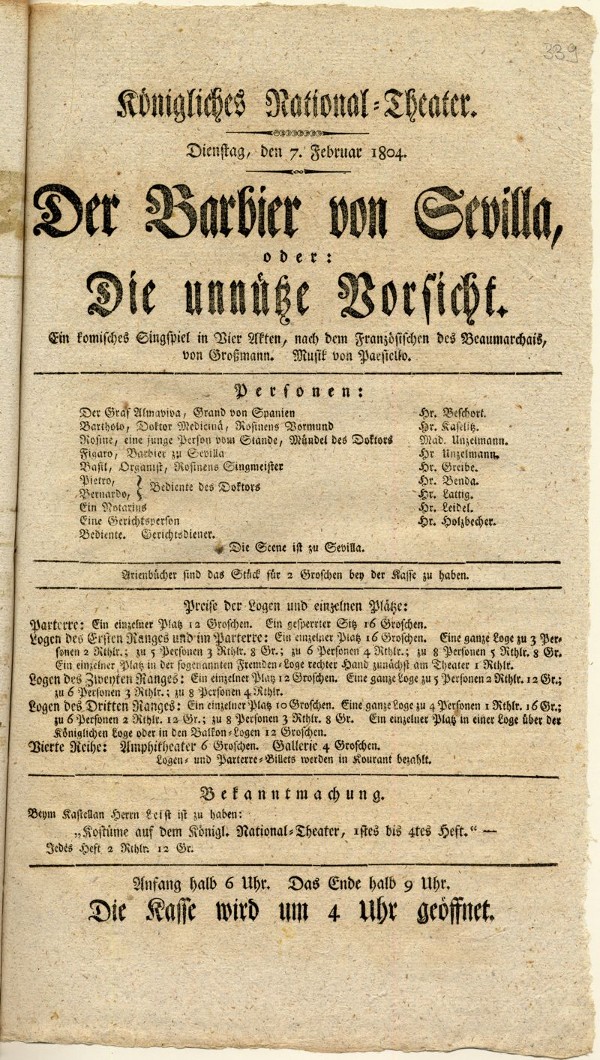 339
Königliches National-Theater.
Dienstag, den 7. Februar 1804.
Der Barbier von Sevilla,
oder:
Die unnütze Vorsicht.
Ein komisches Singspiel in Vier Akten, nach dem Französischen des Beaumarchais,
von Großmann. Musik von Paesiello.
Personen:
Der Graf Almaviva, Grand von Spanien Hr. Beschort.
Bartholo, Doktor Medicinä, Rosinens Vormund Hr. Kaselitz.
Rosine, eine junge Person vom Stande, Mündel des Doktors Mad. Unzelmann.
Figaro, Barbier zu Sevilla Hr Unzelmann.
Basil, Organist, Rosinens Singmeister Hr. Greibe.
Pietro, } Bediente des Doktors Hr. Benda.
Bernardo, Hr. Lattig.
Ein Notarius Hr. Leidel.
Eine Gerichtsperson Hr. Holzbecher.
Bediente. Gerichtsdiener.
Die Scene ist zu Sevilla.
Arienbücher sind das Stück für 2 Groschen bey der Kasse zu haben.
Preise der Logen und einzelnen Plätze:
Parterre: Ein einzelner Platz 12 Groschen. Ein gesperrter Sitz 16 Groschen.
Logen des Ersten Ranges und im Parterre: Ein einzelner Platz 16 Groschen. Eine ganze Loge zu 3 Per-
sonen 2 Rthlr.; zu 5 Personen 3 Rthlr. 8 Gr.; zu 6 Personen 4 Rthlr.; zu 8 Personen 5 Rthlr. 8 Gr.
Ein einzelner Platz in der sogenannten Fremden-Loge rechter Hand zunächst am Theater 1 Rthlr.
Logen des Zweyten Ranges: Ein einzelner Platz 12 Groschen. Eine ganze Loge zu 5 Personen 2 Rthlr. 12 Gr.;
zu 6 Personen 3 Rthlr.; zu 8 Personen 4 Rthlr.
Logen des Dritten Ranges: Ein einzelner Platz 10 Groschen. Eine ganze Loge zu 4 Personen 1 Rthlr. 16 Gr.;
zu 6 Personen 2 Rthlr. 12 Gr.; zu 8 Personen 3 Rthlr. 8 Gr. Ein einzelner Platz in einer Loge über der
Königlichen Loge oder in den Balkon-Logen 12 Groschen.
Vierte Reihe: Amphitheater 6 Groschen. Gallerie 4 Groschen.
Logen- und Parterre-Billets werden in Kourant bezahlt.
Bekanntmachung.
Beym Kastellan Herrn Leist ist zu haben:
„Kostüme auf dem Königl. National-Theater, 1stes bis 4tes Heft.“ —
Jedes Heft 2 Rthlr. 12 Gr.
Anfang halb 6 Uhr. Das Ende halb 9 Uhr.
Die Kasse wird um 4 Uhr geöffnet.